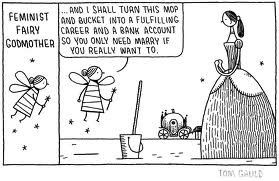 FEMINIST
FAIRY
GODMOTHER
...AND I SHALL TURN THIS MOP
AND BUCKET INTO A FULFILLING
CAREER AND A BANK ACCOUNT
SO YOU ONLY NEED MARRY IF
YOU REALLY WANT TO.
TOM GAULD